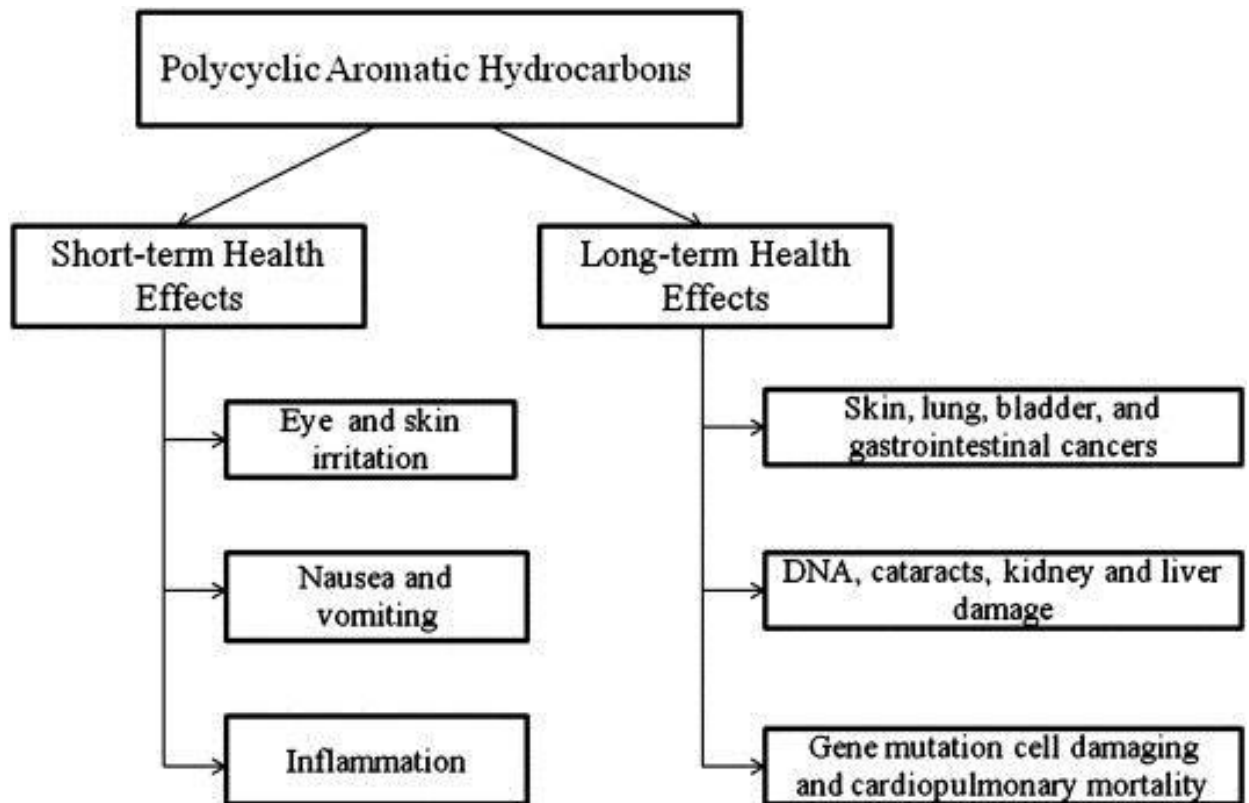 Polycyclic Aromatic Hydrocarbons
Short-term Health
Effects
Long-term Health
Effects
Eye and skin
irritation
Nausea and
vomiting
Inflammation
Skin, lung, bladder, and
gastrointestinal cancers
DNA, cataracts, kidney and liver
damage
Gene mutation cell damaging
and cardiopulmonary mortality